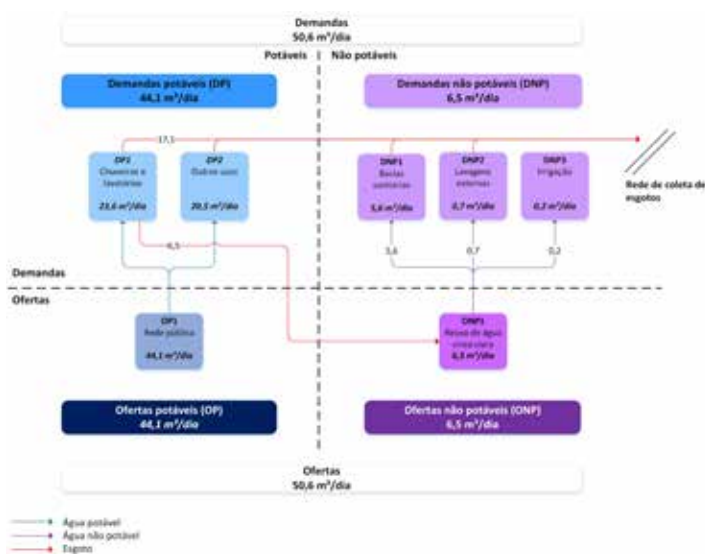 Demandas
50,6 m³/dia
Potáveis
Não potáveis
Demandas potáveis (DP)
44,1 m³/dia
Demandas não potáveis (DNP)
6,5 m³/dia
17,1
DP1
Chuveiros e
lavatórios
23,6 m³/dia
DP2
Outros usos
20,5 m³/dia
DNP1
Bacias
sanitárias
5,6 m³/dia
DNP2
Lavagens
externas
0,7 m³/dia
DNP3
Irrigação
0,2 m³/dia
Rede de coleta de
esgotos
6,5
5,6
0,7
0,2
Demandas
Ofertas
OP1
Rede pública
44,1 m³/dia
ONP1
Reuso de água
cinza clara
6,5 m³/dia
Ofertas potáveis (OP)
44,1 m³/dia
Ofertas não potáveis (ONP)
6,5 m³/dia
Ofertas
50,6 m³/dia
Água potável
Água não potável
Esgoto